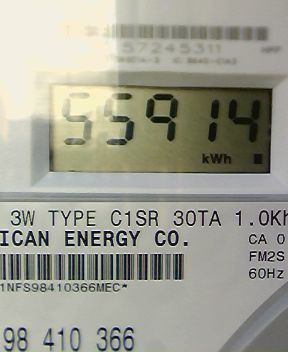 57245311
55914
kWh
3W TYPE C1SR 30TA 1.0Kh
ICAN ENERGY CO.
CA 0
FM2S
60Hz
1NFS98410366MEC*
98 410 366